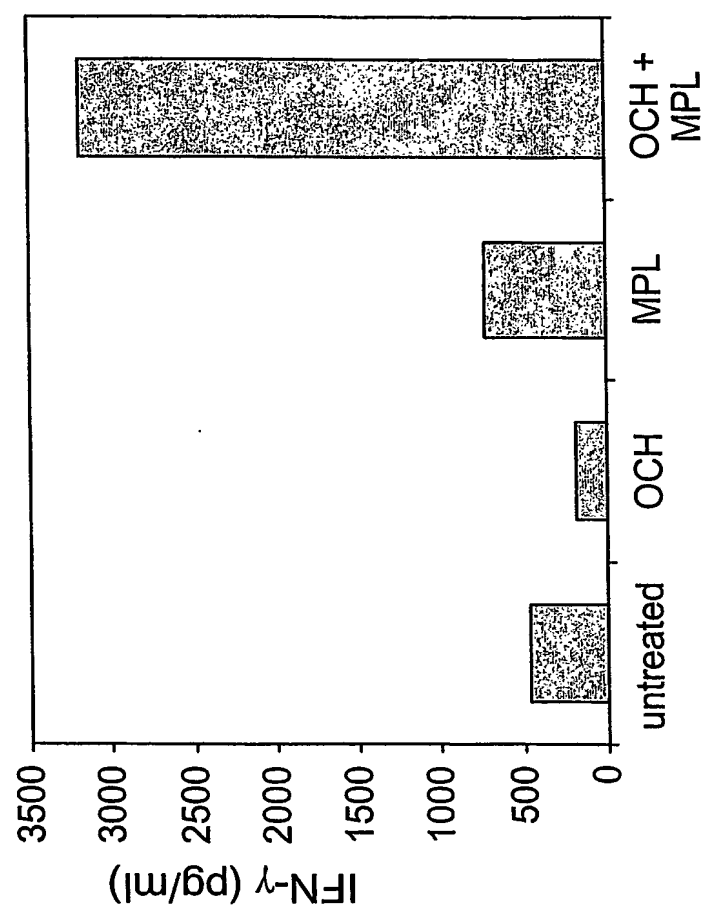 IFN-γ (pg/ml)
3500
3000
2500
2000
1500
1000
500
0
untreated
OCH
MPL
OCH +
MPL